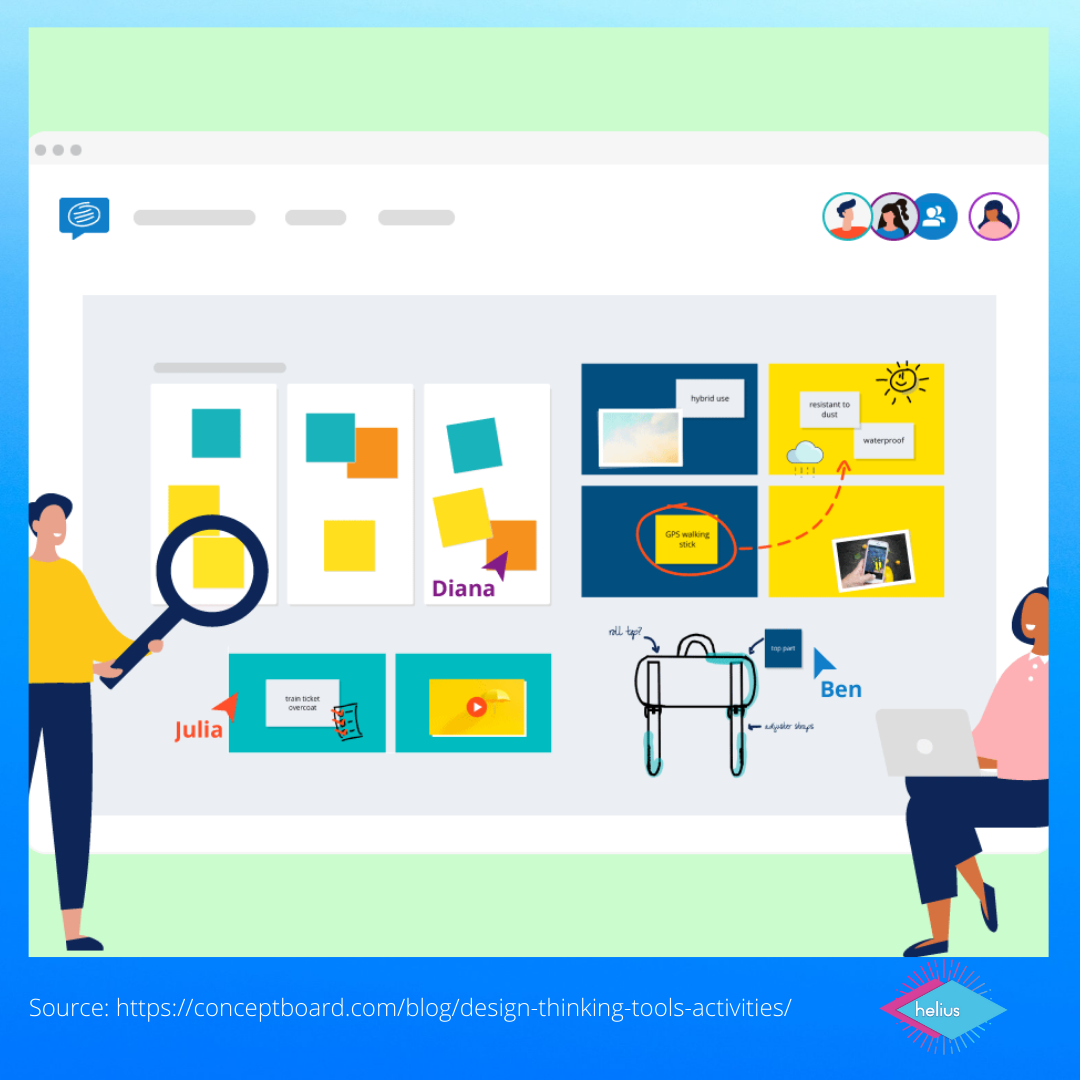 hybrid use
resistant to
dust
waterproof
GPS walking
stick
Diana
roll top?
top part
Ben
train ticket
overcoat
Julia
adjuster straps
Source: https://conceptboard.com/blog/design-thinking-tools-activities/
helius